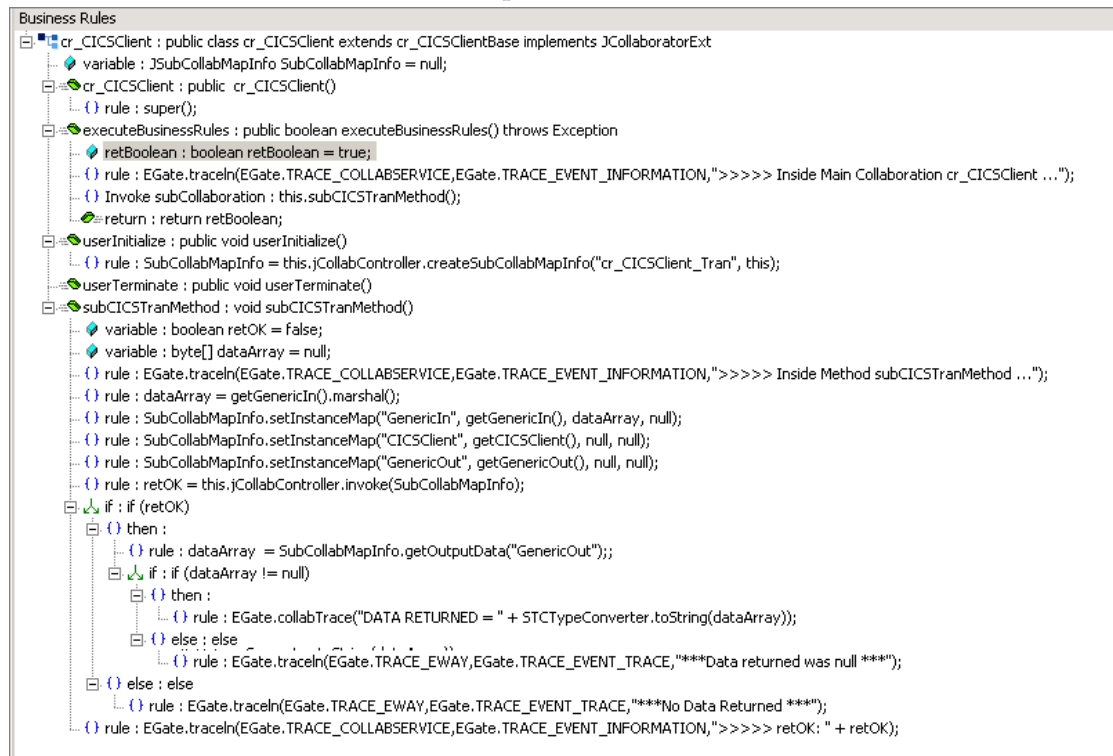 Business Rules
cr_CICSClient : public class cr_CICSClient extends cr_CICSClientBase implements JCollaboratorExt
variable : JSubCollabMapInfo SubCollabMapInfo = null;
cr_CICSClient : public cr_CICSClient()
{} rule : super();
executeBusinessRules : public boolean executeBusinessRules() throws Exception
retBoolean : boolean retBoolean = true;
{} rule : EGate.traceln(EGate.TRACE_COLLABSERVICE,EGate.TRACE_EVENT_INFORMATION,">>>>> Inside Main Collaboration cr_CICSClient ...");
{} Invoke subCollaboration : this.subCICSTranMethod();
return : return retBoolean;
userInitialize : public void userInitialize()
{} rule : SubCollabMapInfo = this.jCollabController.createSubCollabMapInfo("cr_CICSClient_Tran", this);
userTerminate : public void userTerminate()
subCICSTranMethod : void subCICSTranMethod()
variable : boolean retOK = false;
variable : byte[] dataArray = null;
{} rule : EGate.traceln(EGate.TRACE_COLLABSERVICE,EGate.TRACE_EVENT_INFORMATION,">>>>> Inside Method subCICSTranMethod ...");
{} rule : dataArray = getGenericIn().marshal();
{} rule : SubCollabMapInfo.setInstanceMap("GenericIn", getGenericIn(), dataArray, null);
{} rule : SubCollabMapInfo.setInstanceMap("CICSClient", getCICSClient(), null, null);
{} rule : SubCollabMapInfo.setInstanceMap("GenericOut", getGenericOut(), null, null);
{} rule : retOK = this.jCollabController.invoke(SubCollabMapInfo);
if : if (retOK)
{} then :
{} rule : dataArray = SubCollabMapInfo.getOutputData("GenericOut");;
if : if (dataArray != null)
{} then :
{} rule : EGate.collabTrace("DATA RETURNED = " + STCTypeConverter.toString(dataArray));
{} else : else
{} rule : EGate.traceln(EGate.TRACE_EWAY,EGate.TRACE_EVENT_TRACE,"***Data returned was null ***");
{} else : else
{} rule : EGate.traceln(EGate.TRACE_EWAY,EGate.TRACE_EVENT_TRACE,"***No Data Returned ***");
{} rule : EGate.traceln(EGate.TRACE_COLLABSERVICE,EGate.TRACE_EVENT_INFORMATION,">>>>> retOK: " + retOK);